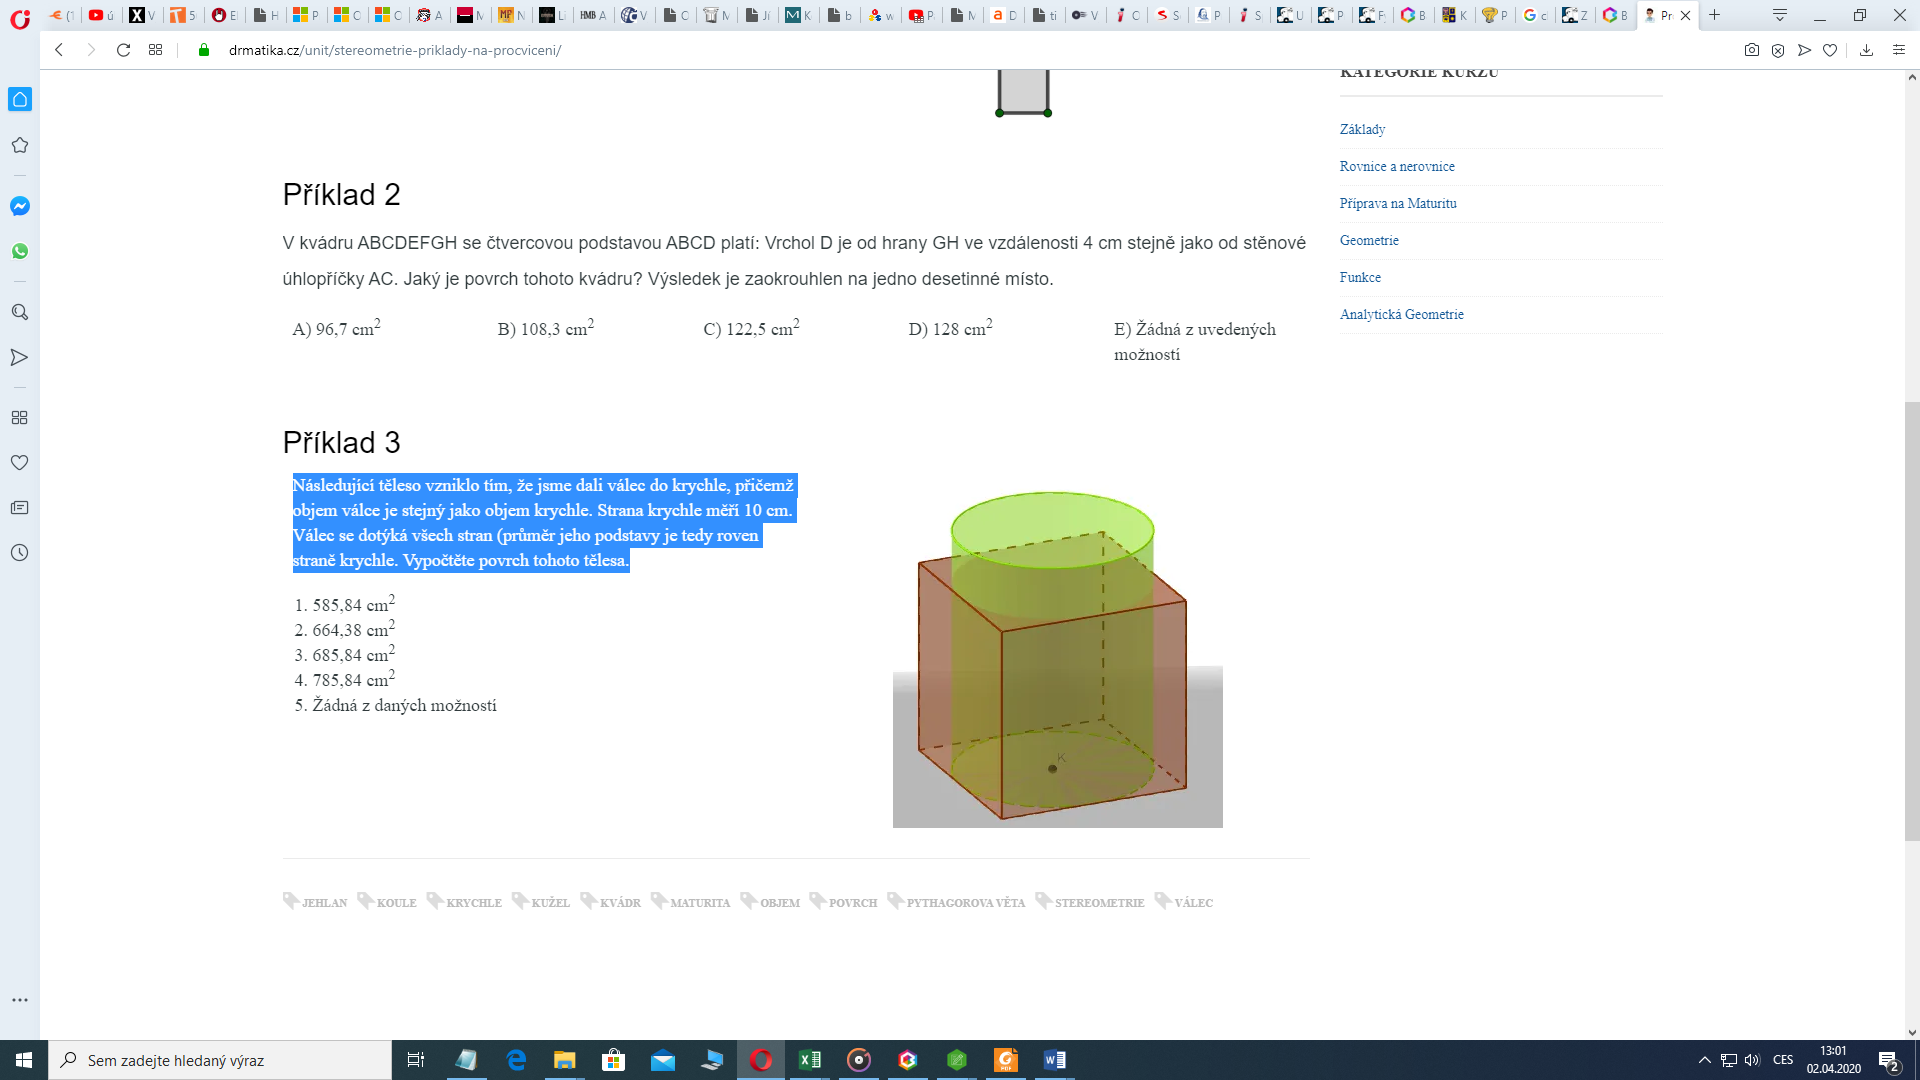 drmatika.cz/unit/stereometrie-priklady-na-procviceni/
KATEGORIE KURZU
Základy
Rovnice a nerovnice
Příprava na Maturitu
Geometrie
Funkce
Analytická Geometrie
Příklad 2
V kvádru ABCDEFGH se čtvercovou podstavou ABCD platí: Vrchol D je od hrany GH ve vzdálenosti 4 cm stejně jako od stěnové
úhlopříčky AC. Jaký je povrch tohoto kvádru? Výsledek je zaokrouhlen na jedno desetinné místo.
A) 96,7 cm²
B) 108,3 cm²
C) 122,5 cm²
D) 128 cm²
E) Žádná z uvedených
možností
Příklad 3
Následující těleso vzniklo tím, že jsme dali válec do krychle, přičemž
objem válce je stejný jako objem krychle. Strana krychle měří 10 cm.
Válec se dotýká všech stran (průměr jeho podstavy je tedy roven
straně krychle. Vypočtěte povrch tohoto tělesa.
1. 585,84 cm²
2. 664,38 cm²
3. 685,84 cm²
4. 785,84 cm²
5. Žádná z daných možností
K
JEHLAN KOULE KRYCHLE KUŽEL KVÁDR MATURITA OBJEM POVRCH PYTHAGOROVA VĚTA STEREOMETRIE VÁLEC
Sem zadejte hledaný výraz
CES
13:01
02.04.2020
2